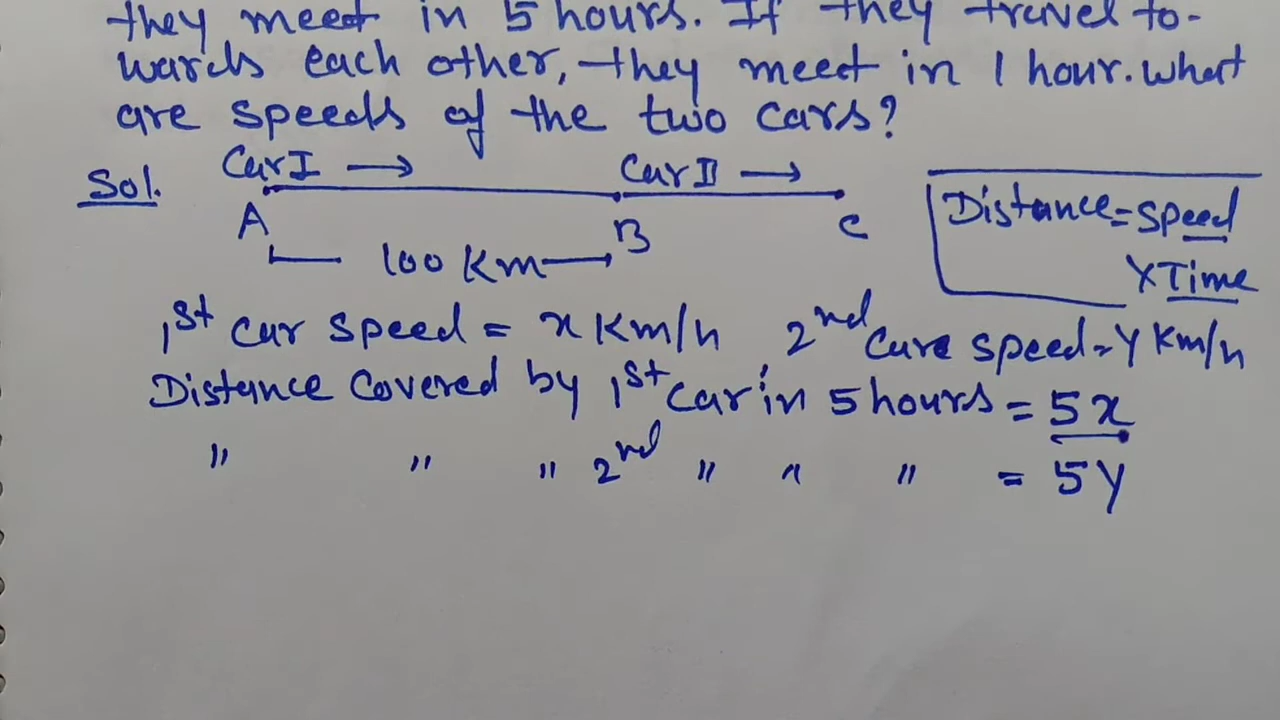 they meet in 5 hours. If they travel to-
wards each other, they meet in 1 hour. What
are speeds of the two cars?
Sol. Car I → Car II →
A B C
100 Km
Distance = Speed
X Time
1st car speed = x Km/h 2nd Care speed = Y Km/h
Distance Covered by 1st Car in 5 hours = 5x
" " " 2nd " " " = 5Y